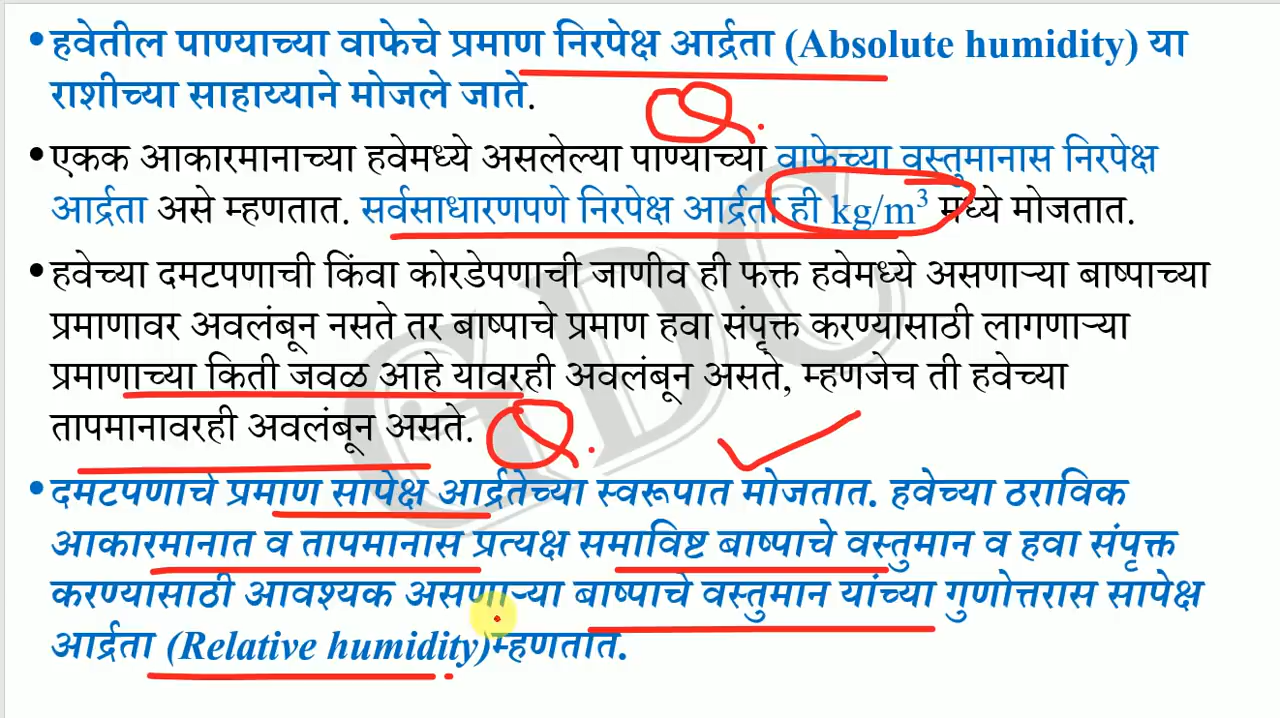 •हवेतील पाण्याच्या वाफेचे प्रमाण निरपेक्ष आर्द्रता (Absolute humidity) या
राशीच्या साहाय्याने मोजले जाते.
•एकक आकारमानाच्या हवेमध्ये असलेल्या पाण्याच्या वाफेच्या वस्तुमानास निरपेक्ष
आर्द्रता असे म्हणतात. सर्वसाधारणपणे निरपेक्ष आर्द्रता ही kg/m³ मध्ये मोजतात.
•हवेच्या दमटपणाची किंवा कोरडेपणाची जाणीव ही फक्त हवेमध्ये असणाऱ्या बाष्पाच्या
प्रमाणावर अवलंबून नसते तर बाष्पाचे प्रमाण हवा संपृक्त करण्यासाठी लागणाऱ्या
प्रमाणाच्या किती जवळ आहे यावरही अवलंबून असते, म्हणजेच ती हवेच्या
तापमानावरही अवलंबून असते.
•दमटपणाचे प्रमाण सापेक्ष आर्द्रतेच्या स्वरूपात मोजतात. हवेच्या ठराविक
आकारमानात व तापमानास प्रत्यक्ष समाविष्ट बाष्पाचे वस्तुमान व हवा संपृक्त
करण्यासाठी आवश्यक असणाऱ्या बाष्पाचे वस्तुमान यांच्या गुणोत्तरास सापेक्ष
आर्द्रता (Relative humidity)म्हणतात.
GDC